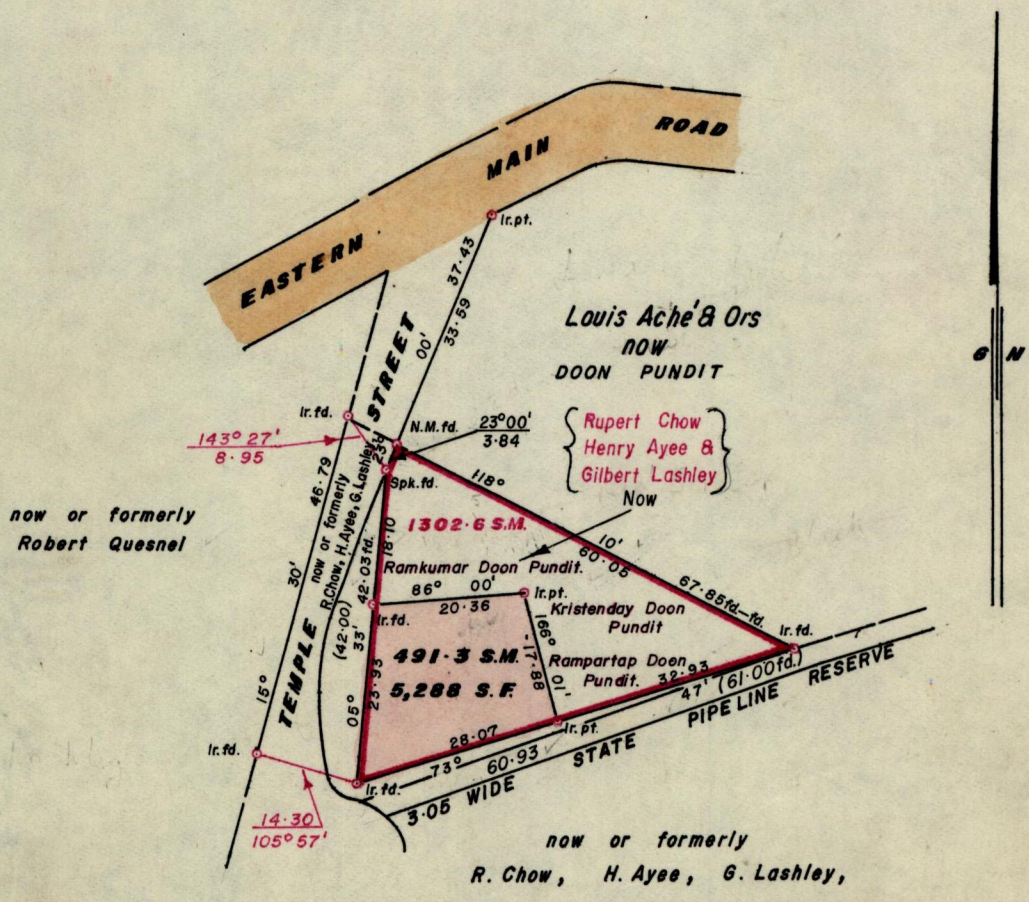 EASTERN MAIN ROAD
Ir.pt.
37·43
33·59
00'
23°
G N
Louis Aché & Ors
now
DOON PUNDIT
Rupert Chow
Henry Ayee &
Gilbert Lashley
Now
Ir.fd.
143° 27'
8·95
N.M.fd.
23°00'
3·84
Spk.fd.
TEMPLE STREET
now or formerly
R.Chow, H.Ayee, G.Lashley
46·79
30'
15°
now or formerly
Robert Quesnel
118°
10'
60·05
67·85fd-fd.
1302·6 S.M.
18·10
42·03fd.
(42·00)
33'
05°
23·93
Ramkumar Doon Pundit.
86° 00'
20·36
Ir.pt.
Ir.fd.
Kristenday Doon
Pundit
166°
01'
17·88
Rampartap Doon
Pundit.
491·3 S.M.
5,288 S.F.
Ir.fd.
32·93
47' (61·00fd.)
28·07
73°
60·93
Ir.pt.
3·05 WIDE STATE PIPELINE RESERVE
Ir.fd.
Ir.fd.
14·30
105°57'
now or formerly
R. Chow, H. Ayee, G. Lashley,